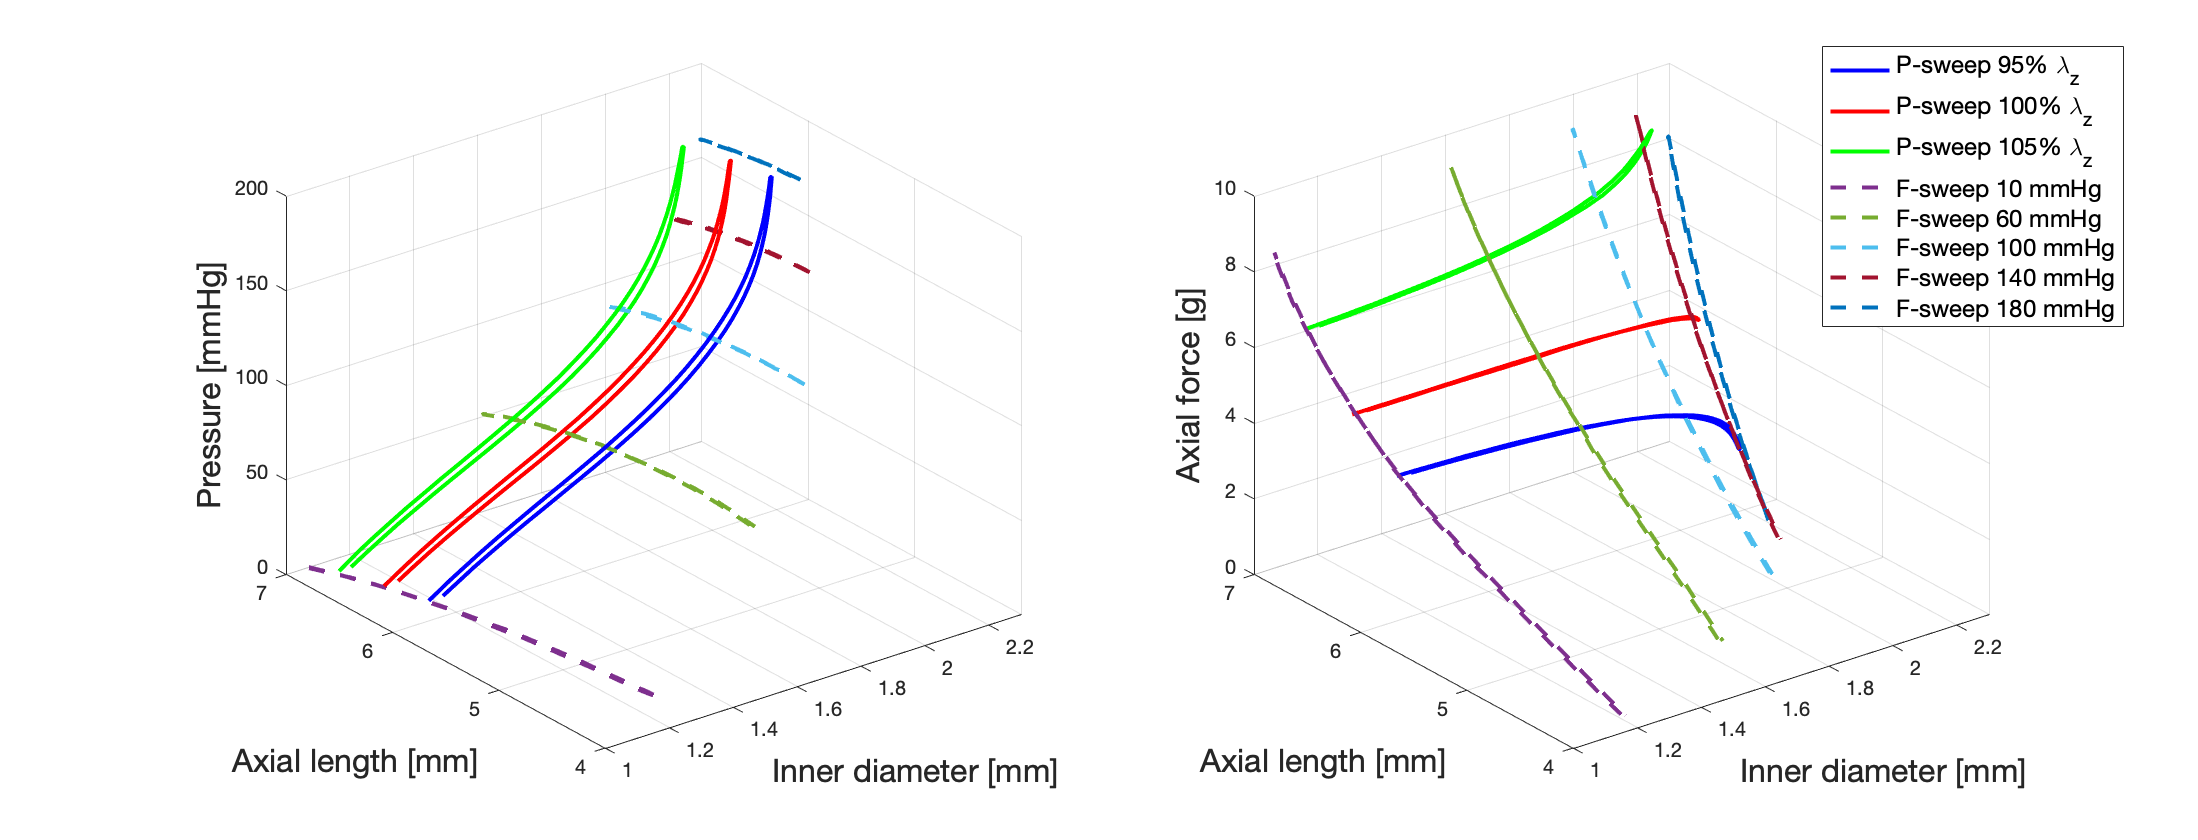 200
150
100
50
0
Pressure [mmHg]
7
6
5
4
Axial length [mm]
1
1.2
1.4
1.6
1.8
2
2.2
Inner diameter [mm]
10
8
6
4
2
0
Axial force [g]
7
6
5
4
Axial length [mm]
1
1.2
1.4
1.6
1.8
2
2.2
Inner diameter [mm]
P-sweep 95% λz
P-sweep 100% λz
P-sweep 105% λz
F-sweep 10 mmHg
F-sweep 60 mmHg
F-sweep 100 mmHg
F-sweep 140 mmHg
F-sweep 180 mmHg